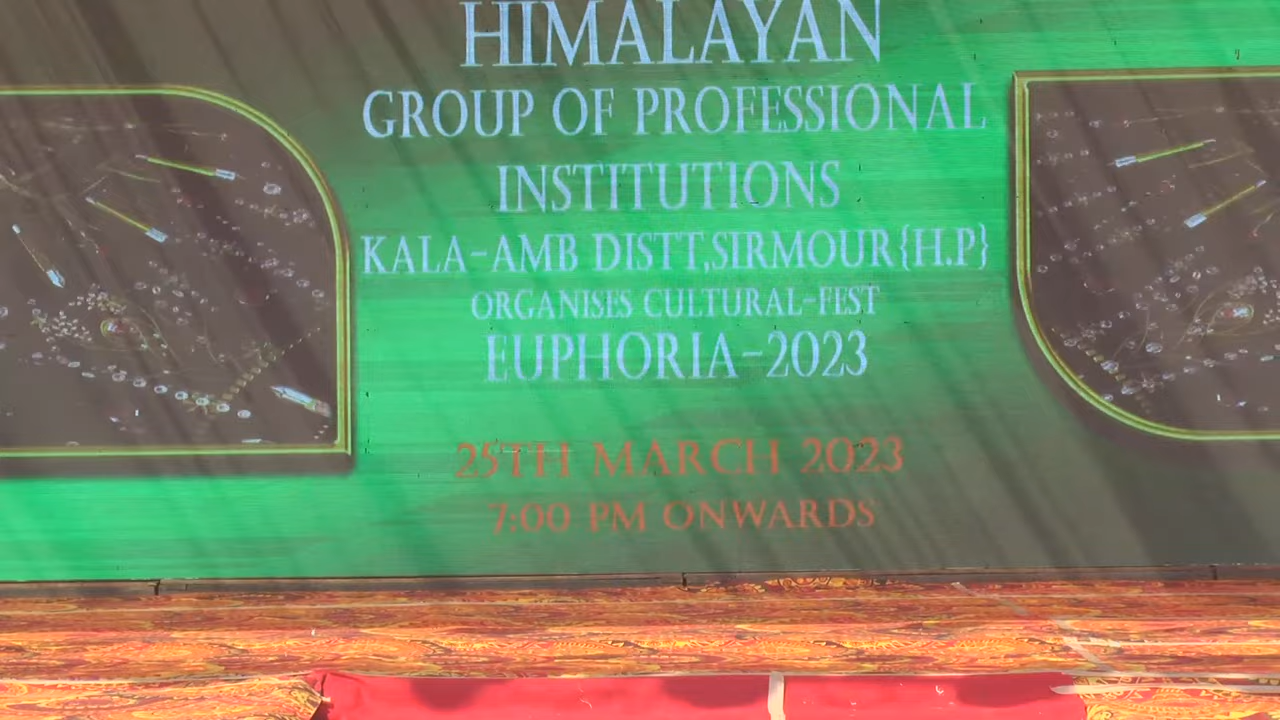 HIMALAYAN
GROUP OF PROFESSIONAL
INSTITUTIONS
KALA-AMB DISTT,SIRMOUR{H.P}
ORGANISES CULTURAL-FEST
EUPHORIA-2023
25TH MARCH 2023
7:00 PM ONWARDS